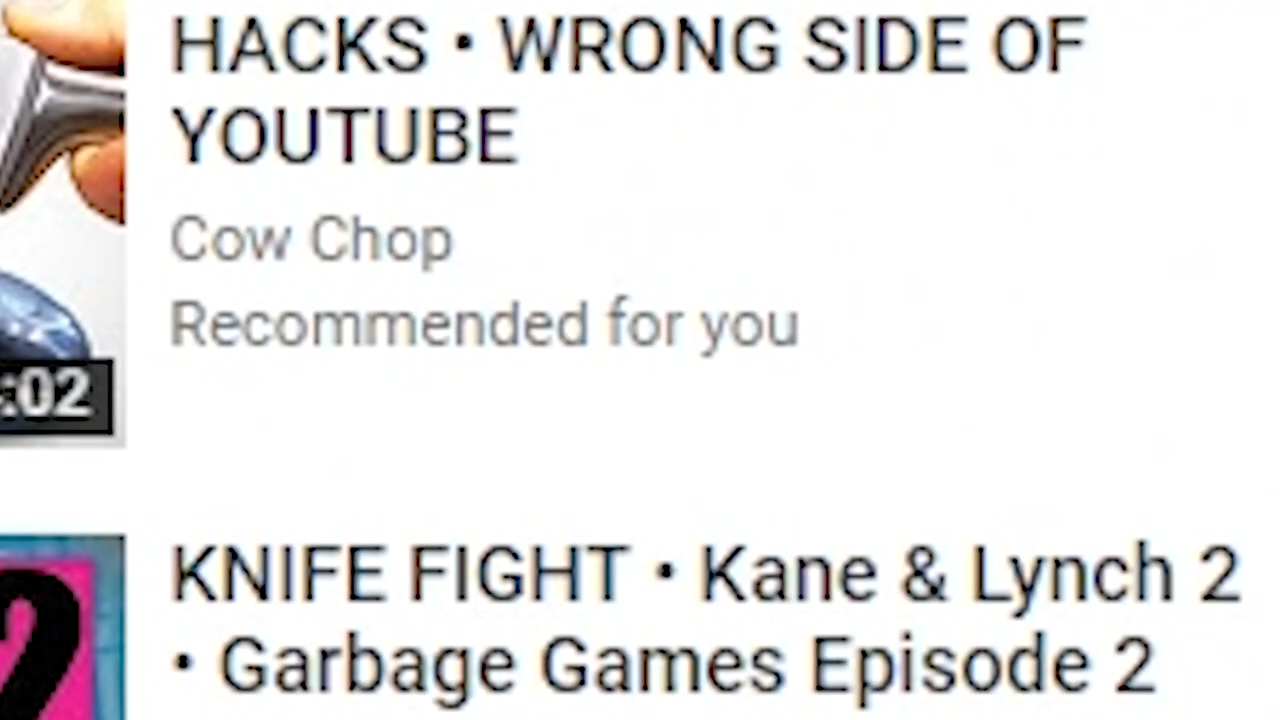 HACKS • WRONG SIDE OF
YOUTUBE
Cow Chop
Recommended for you
:02
KNIFE FIGHT • Kane & Lynch 2
• Garbage Games Episode 2
2